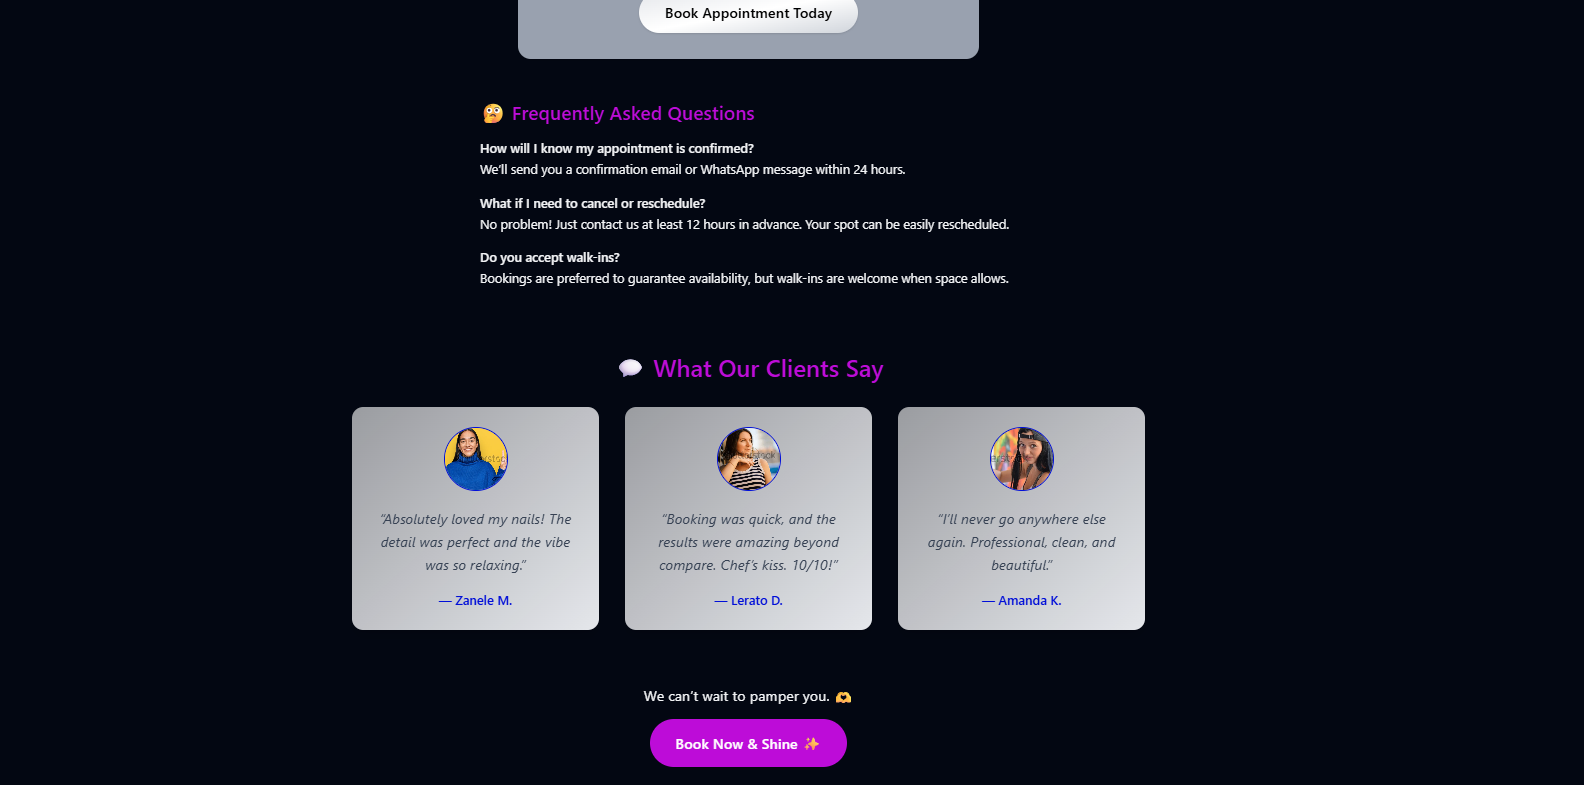 Book Appointment Today
🤔 Frequently Asked Questions
How will I know my appointment is confirmed?
We’ll send you a confirmation email or WhatsApp message within 24 hours.
What if I need to cancel or reschedule?
No problem! Just contact us at least 12 hours in advance. Your spot can be easily rescheduled.
Do you accept walk-ins?
Bookings are preferred to guarantee availability, but walk-ins are welcome when space allows.
💬 What Our Clients Say
“Absolutely loved my nails! The
detail was perfect and the vibe
was so relaxing.”
— Zanele M.
“Booking was quick, and the
results were amazing beyond
compare. Chef’s kiss. 10/10!”
— Lerato D.
“I’ll never go anywhere else
again. Professional, clean, and
beautiful.”
— Amanda K.
We can’t wait to pamper you. 🫶
Book Now & Shine ✨